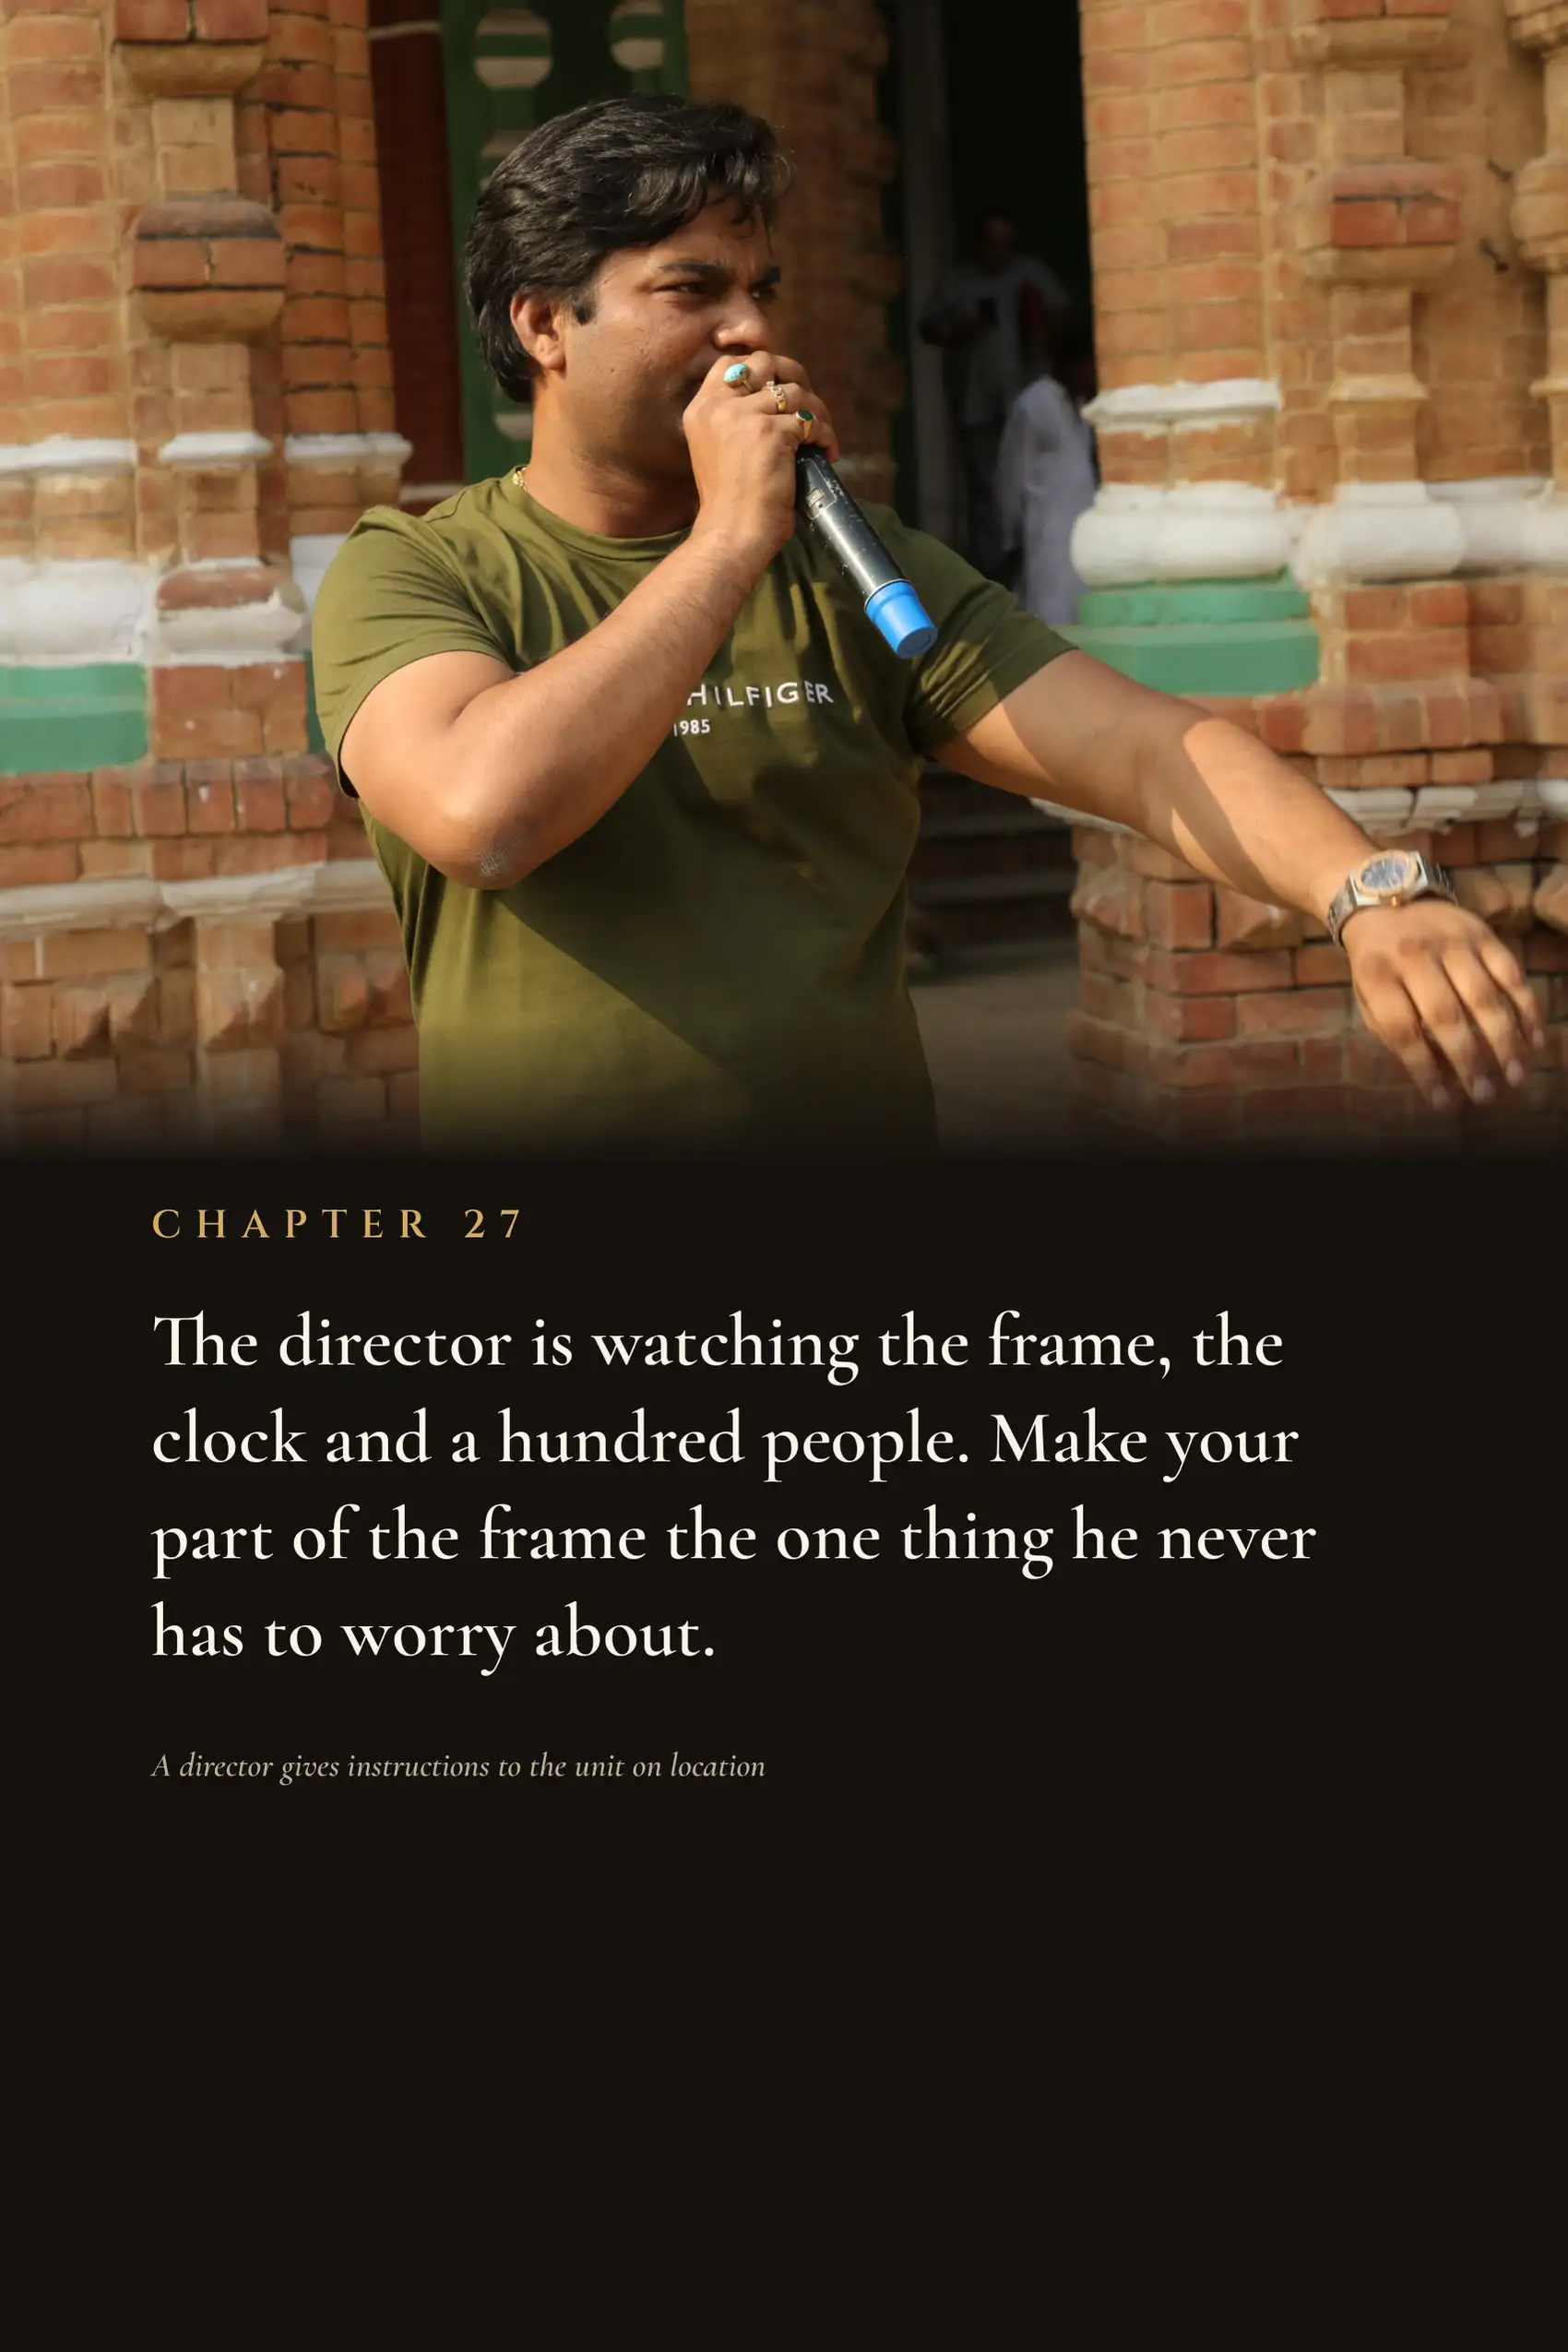 HILFIGER
1985
CHAPTER 27
The director is watching the frame, the
clock and a hundred people. Make your
part of the frame the one thing he never
has to worry about.
A director gives instructions to the unit on location